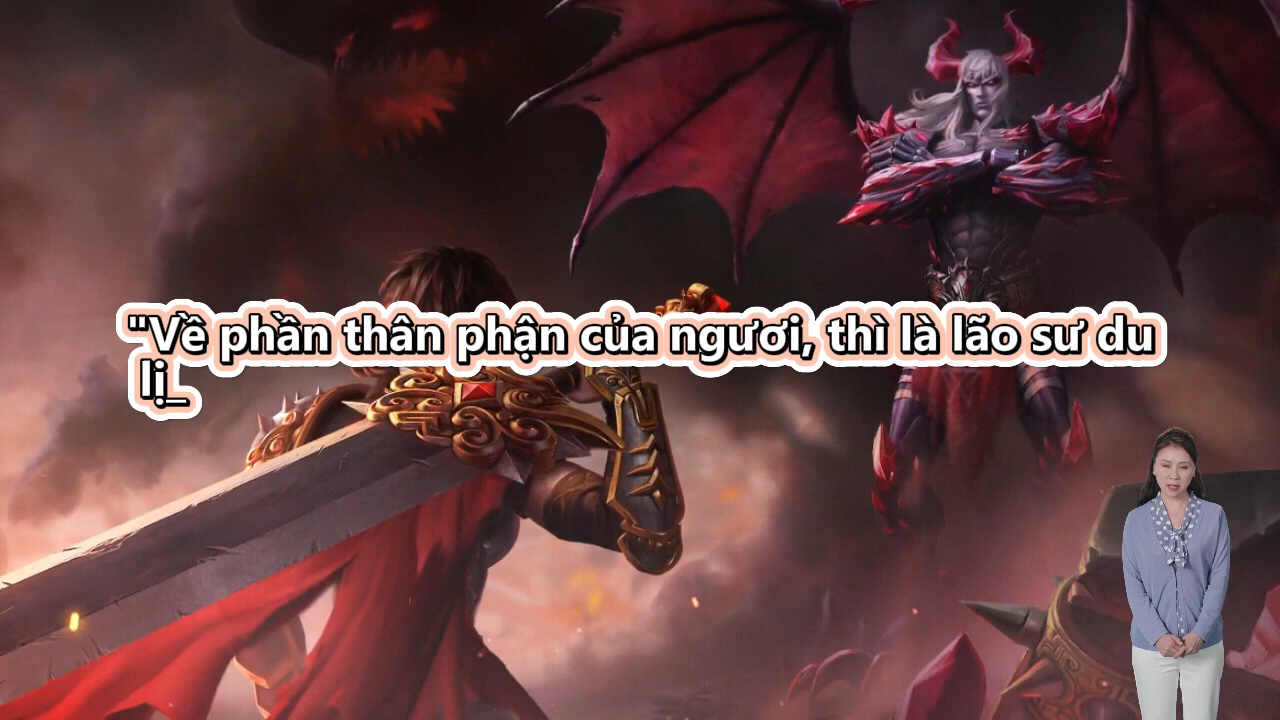 "Về phần thân phận của ngươi, thì là lão sư du
lị_